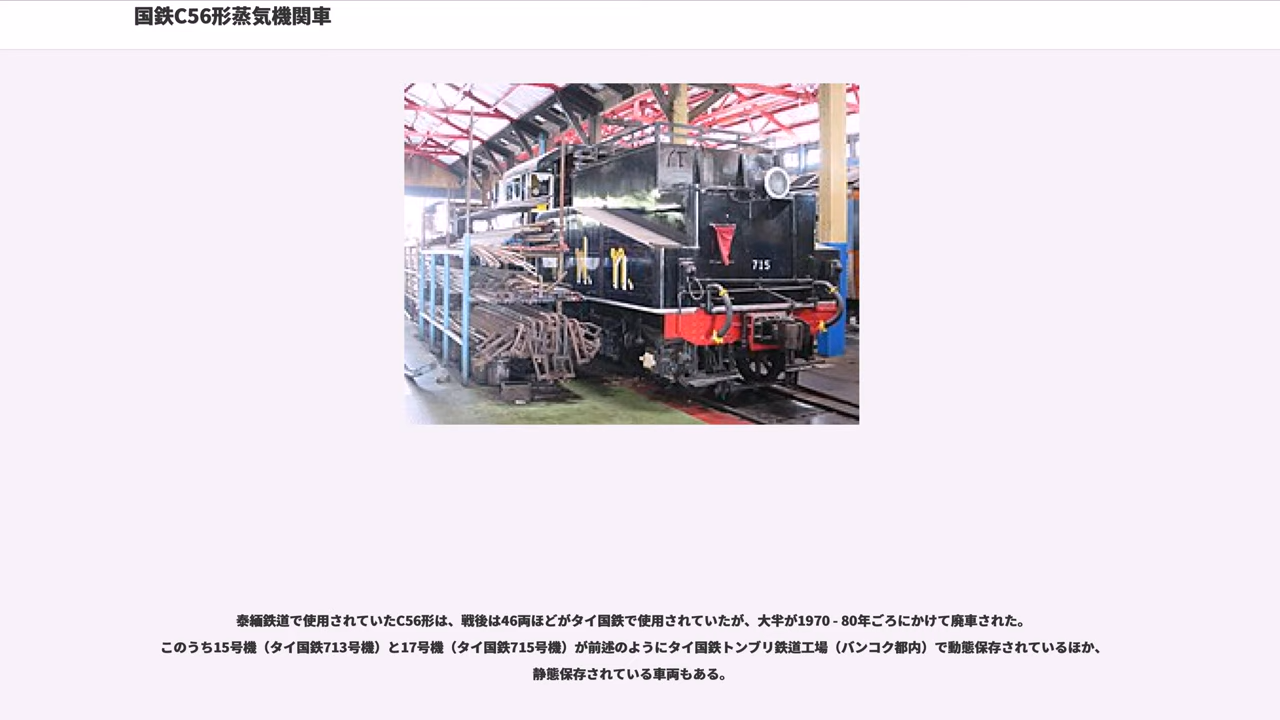 国鉄C56形蒸気機関車
17
715
泰緬鉄道で使用されていたC56形は、戦後は46両ほどがタイ国鉄で使用されていたが、大半が1970 - 80年ごろにかけて廃車された。
このうち15号機（タイ国鉄713号機）と17号機（タイ国鉄715号機）が前述のようにタイ国鉄トンブリ鉄道工場（バンコク都内）で動態保存されているほか、
静態保存されている車両もある。